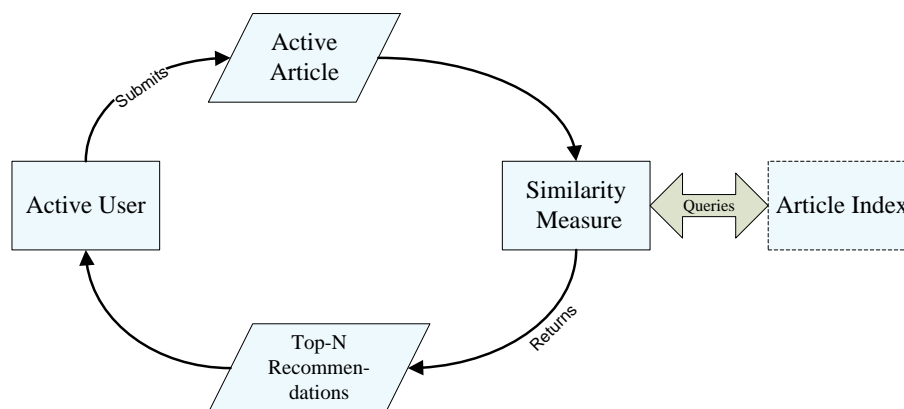 Active
Article
Submits
Active User
Similarity
Measure
Queries
Article Index
Returns
Top-N
Recommen-
dations